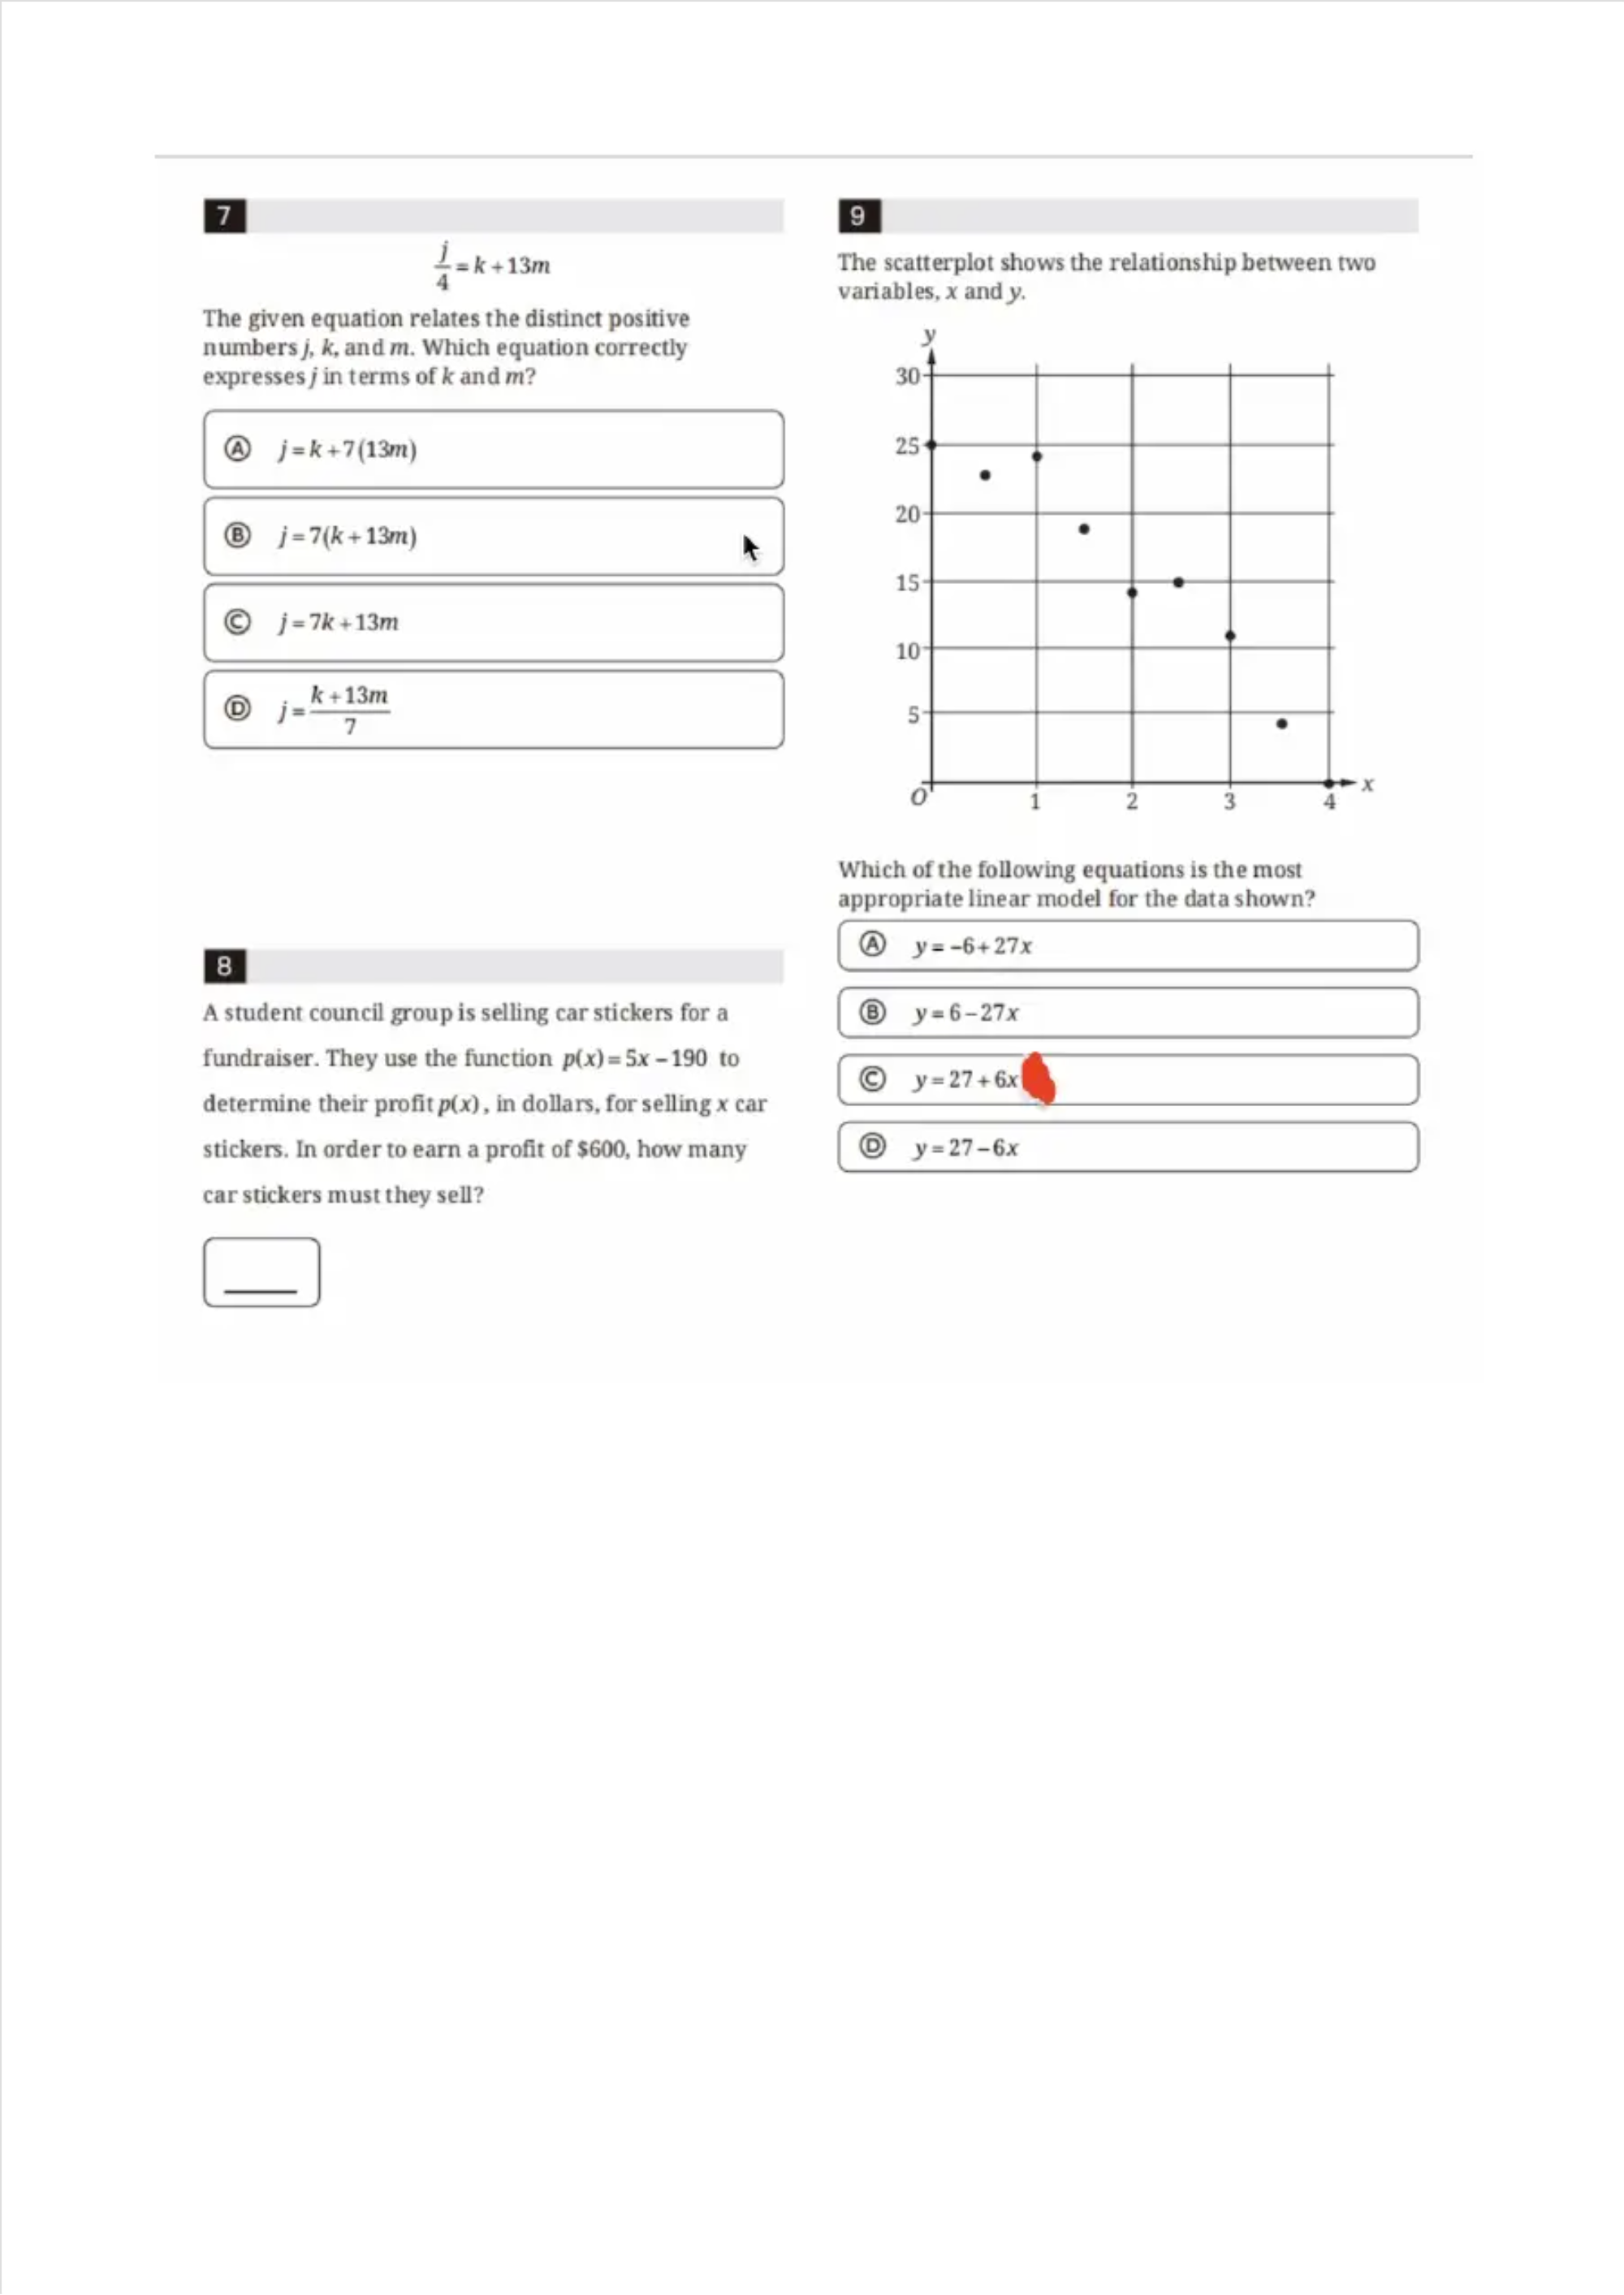 7
j/4 = k + 13m
The given equation relates the distinct positive
numbers j, k, and m. Which equation correctly
expresses j in terms of k and m?
Ⓐ j = k + 7(13m)
Ⓑ j = 7(k + 13m)
Ⓒ j = 7k + 13m
Ⓓ j = (k + 13m)/7
8
A student council group is selling car stickers for a
fundraiser. They use the function p(x) = 5x – 190 to
determine their profit p(x), in dollars, for selling x car
stickers. In order to earn a profit of $600, how many
car stickers must they sell?
9
The scatterplot shows the relationship between two
variables, x and y.
y
30
25
20
15
10
5
O
1 2 3 4
x
Which of the following equations is the most
appropriate linear model for the data shown?
Ⓐ y = –6 + 27x
Ⓑ y = 6 – 27x
Ⓒ y = 27 + 6x
Ⓓ y = 27 – 6x